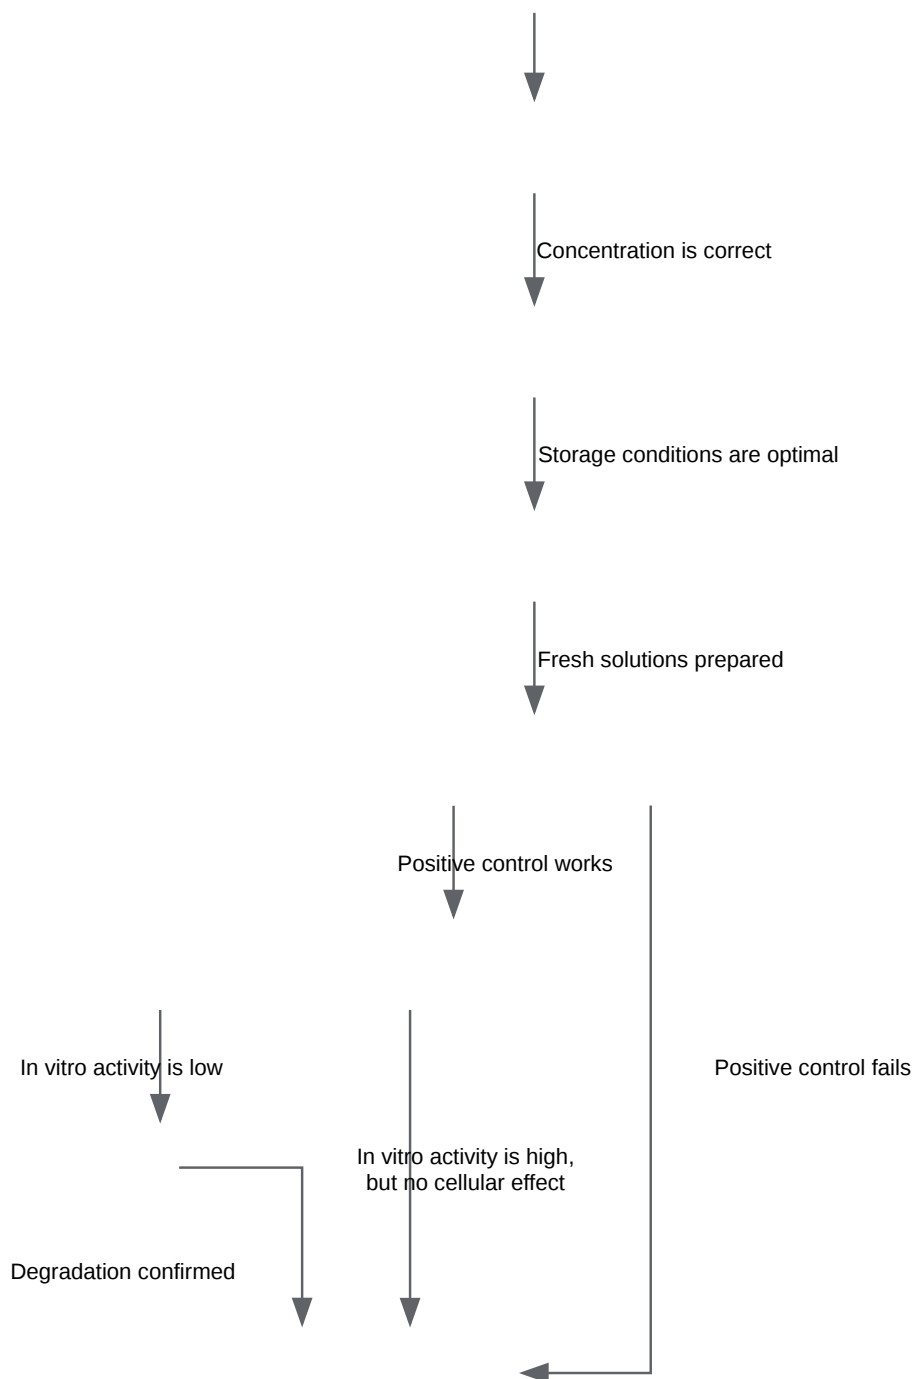 Concentration is correct
Storage conditions are optimal
Fresh solutions prepared
Positive control works
In vitro activity is low
Positive control fails
In vitro activity is high,
but no cellular effect
Degradation confirmed